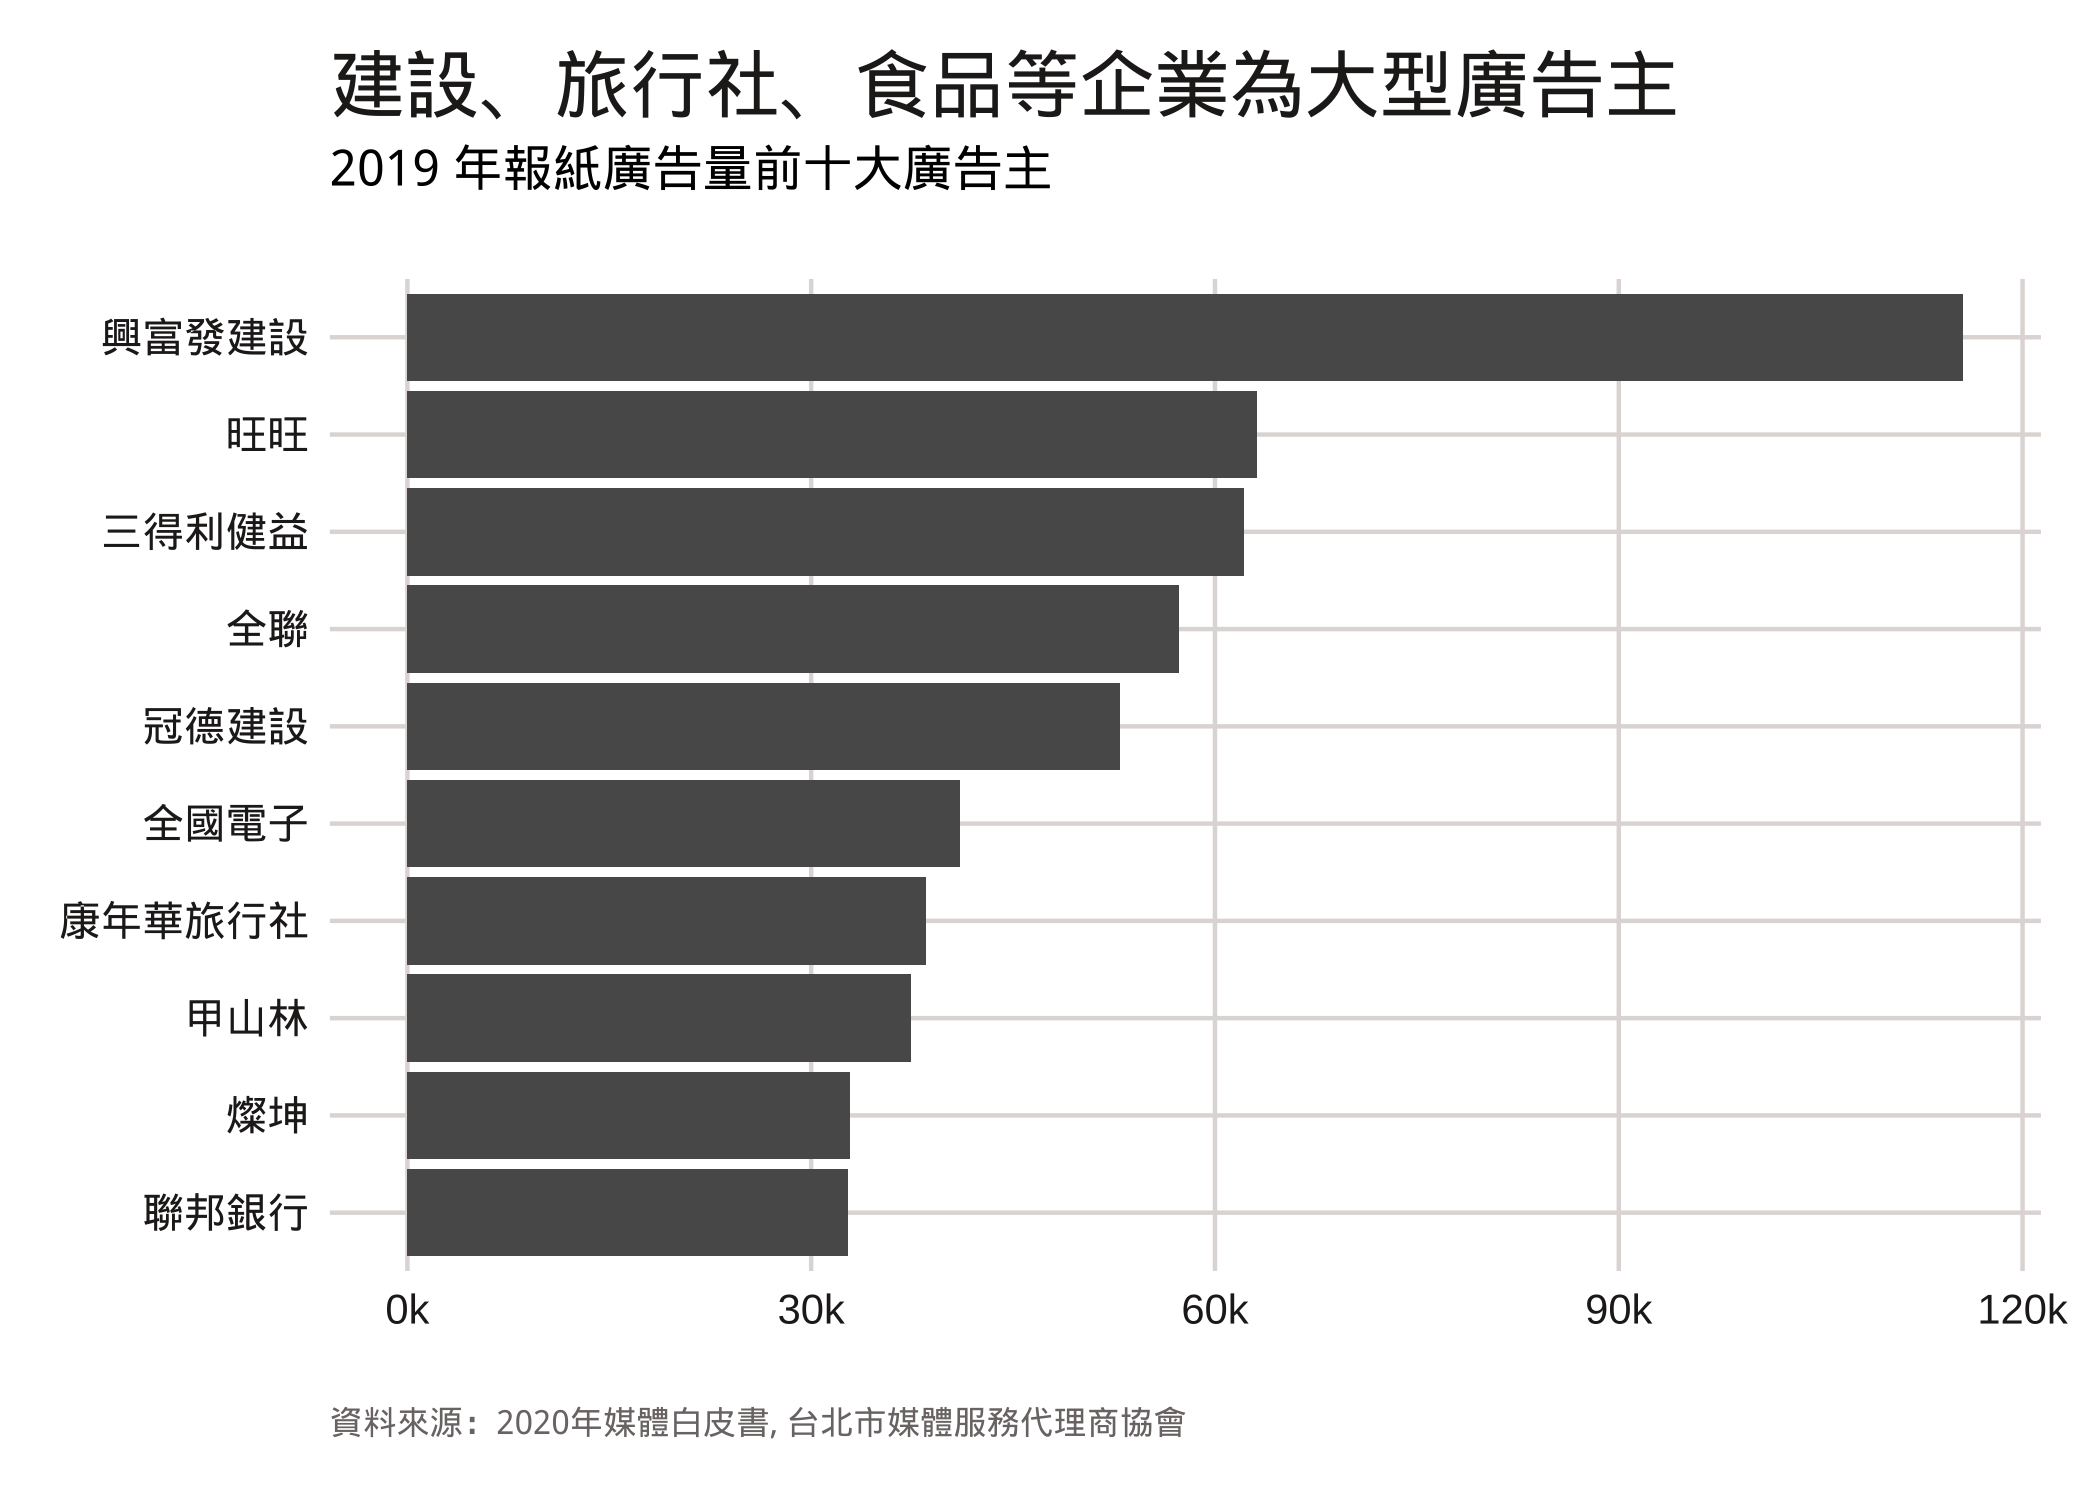 建設、旅行社、食品等企業為大型廣告主
2019 年報紙廣告量前十大廣告主
興富發建設
旺旺
三得利健益
全聯
冠德建設
全國電子
康年華旅行社
甲山林
燦坤
聯邦銀行
0k 30k 60k 90k 120k
資料來源：2020年媒體白皮書, 台北市媒體服務代理商協會